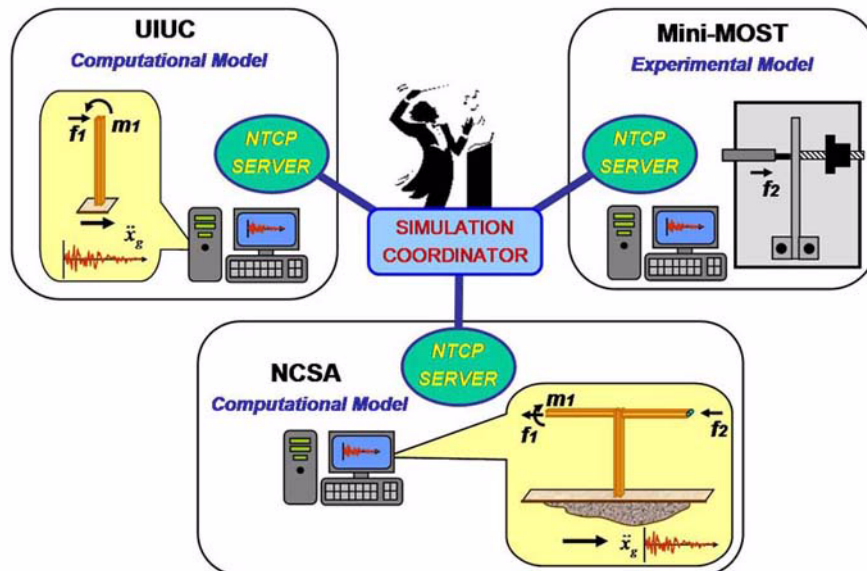 UIUC
Computational Model
f1
m1
ẍg
NTCP
SERVER
Mini-MOST
Experimental Model
NTCP
SERVER
f2
SIMULATION
COORDINATOR
NCSA
Computational Model
NTCP
SERVER
m1
f1
f2
ẍg